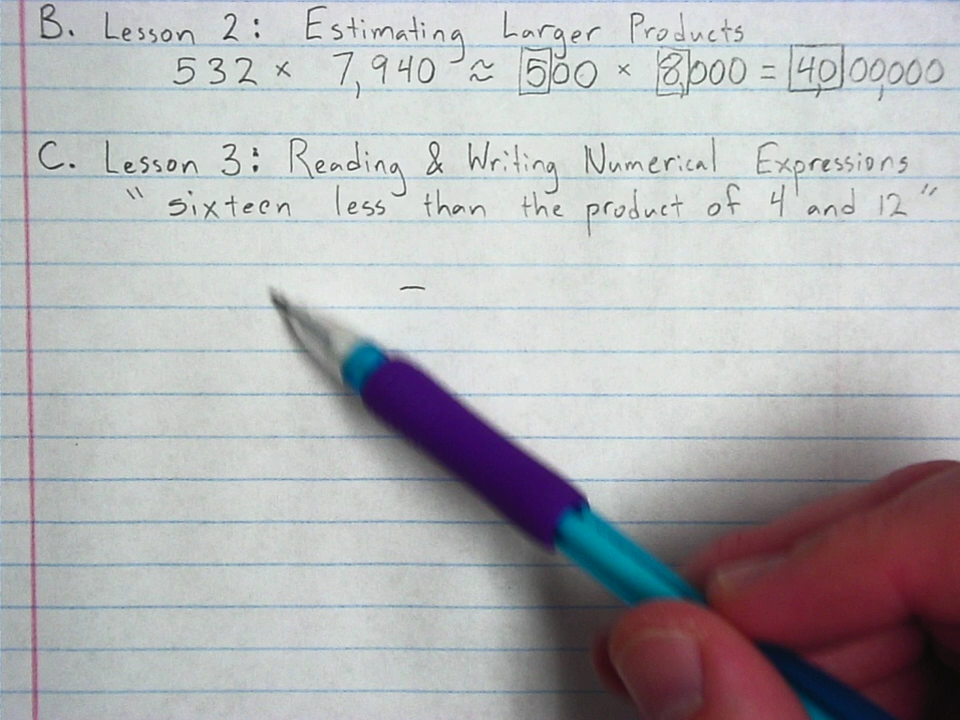 B. Lesson 2: Estimating Larger Products
532 × 7,940 ≈ 500 × 8,000 = 4,000,000
C. Lesson 3: Reading & Writing Numerical Expressions
" sixteen less than the product of 4 and 12 "
−